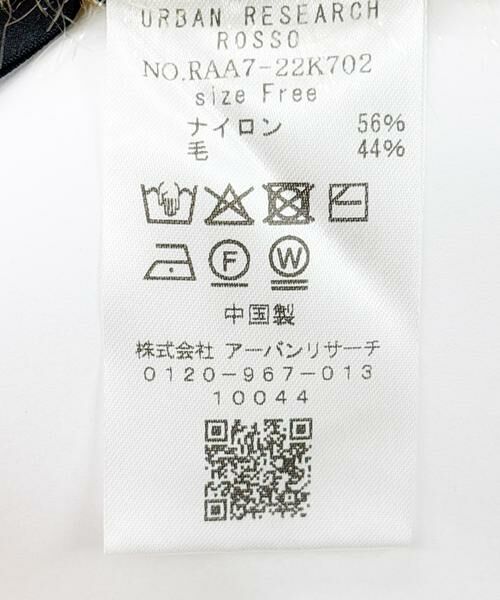 URBAN RESEARCH
ROSSO
NO.RAA7-22K702
size Free
ナイロン 56%
毛 44%
F W
中国製
株式会社 アーバンリサーチ
0120-967-013
10044